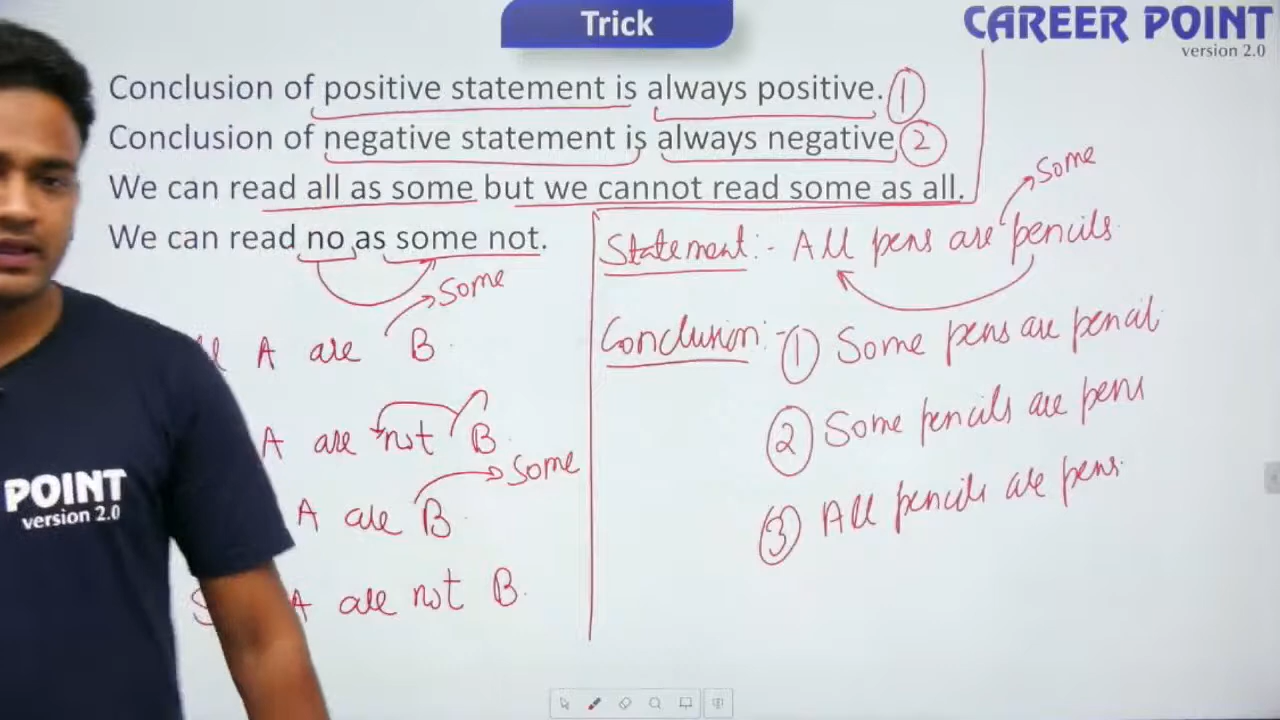 Trick
CAREER POINT
version 2.0
Conclusion of positive statement is always positive. 1
Conclusion of negative statement is always negative 2
We can read all as some but we cannot read some as all.
We can read no as some not.
Some
A are B
A are not B
Some
A are B
A are not B
Some
Statement:- All pens are pencils.
Conclusion:- 1 Some pens are pencil.
2 Some pencils are pens
3 All pencils are pens.
POINT
version 2.0